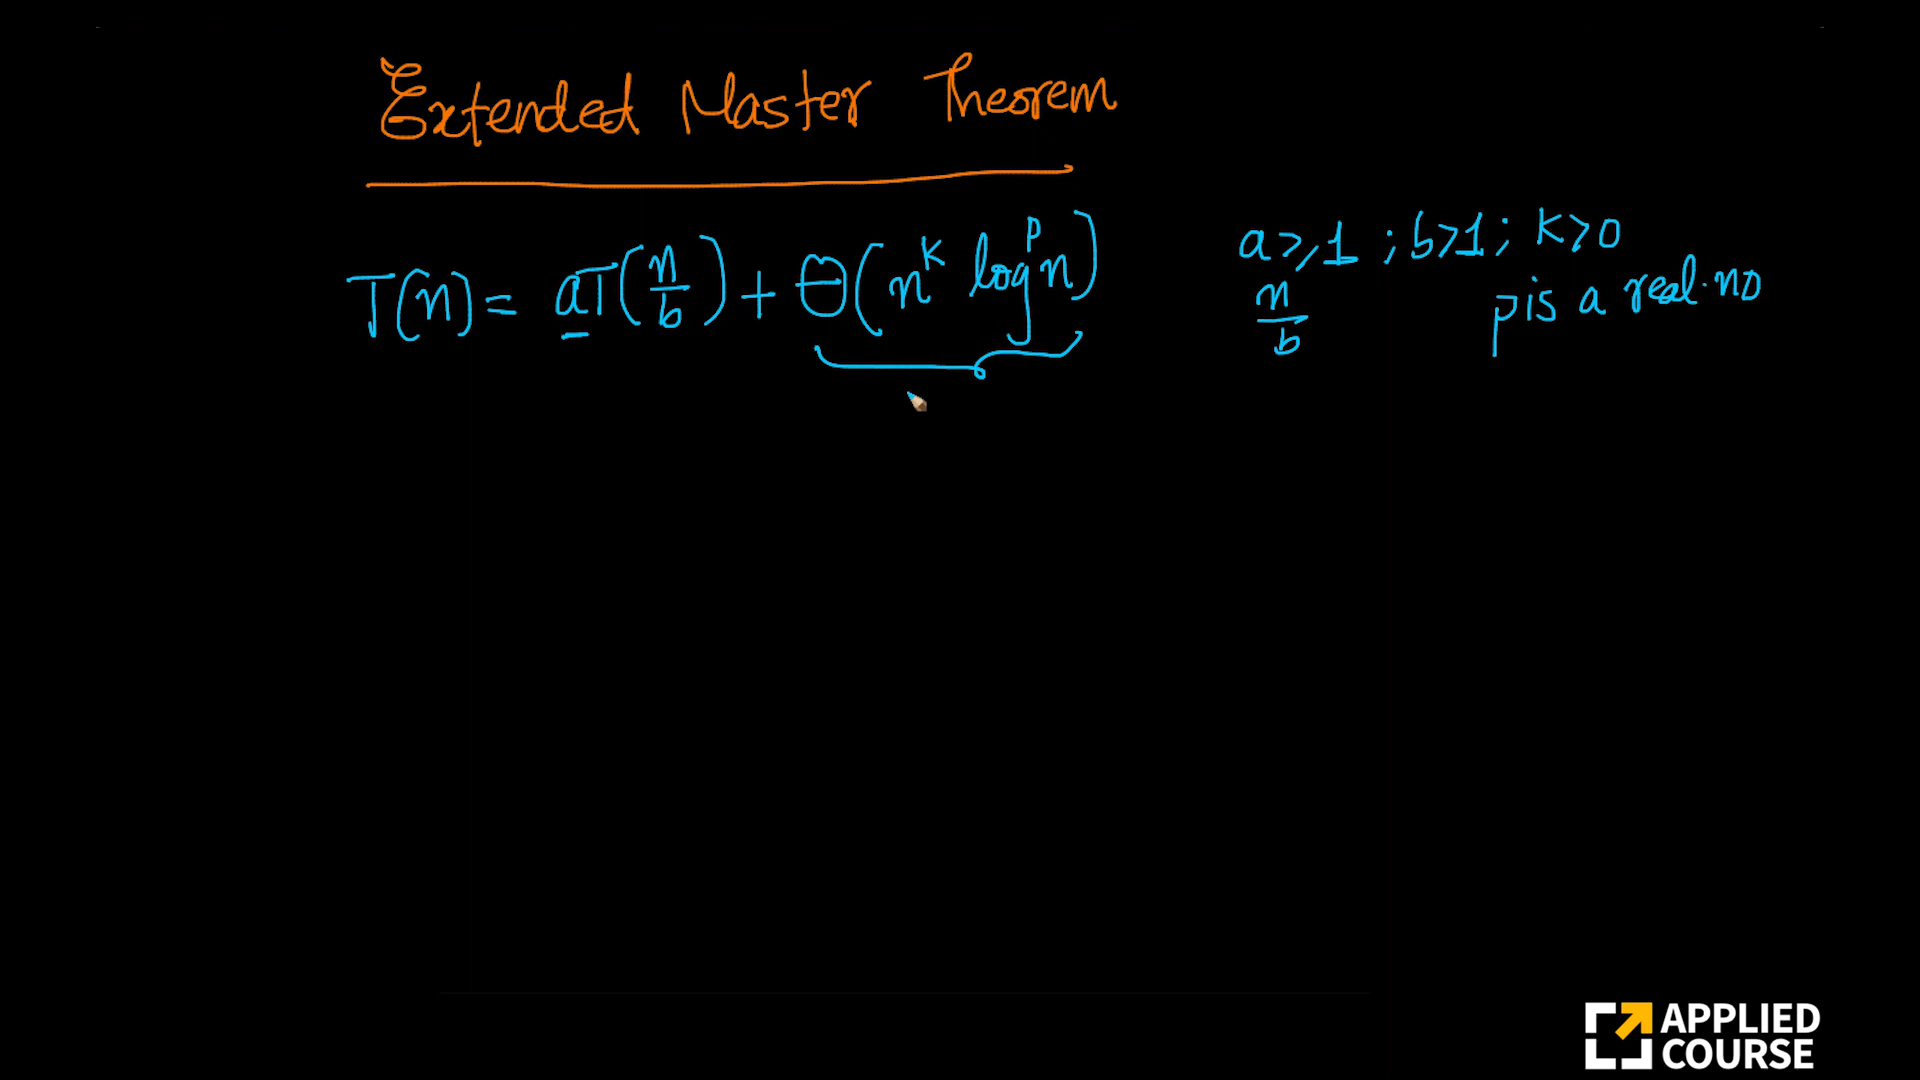 Extended Master Theorem
T(n) = aT(n/b) + Θ(n^k log^p n)
a ≥ 1 ; b > 1 ; k > 0
n/b
p is a real. no
APPLIED
COURSE